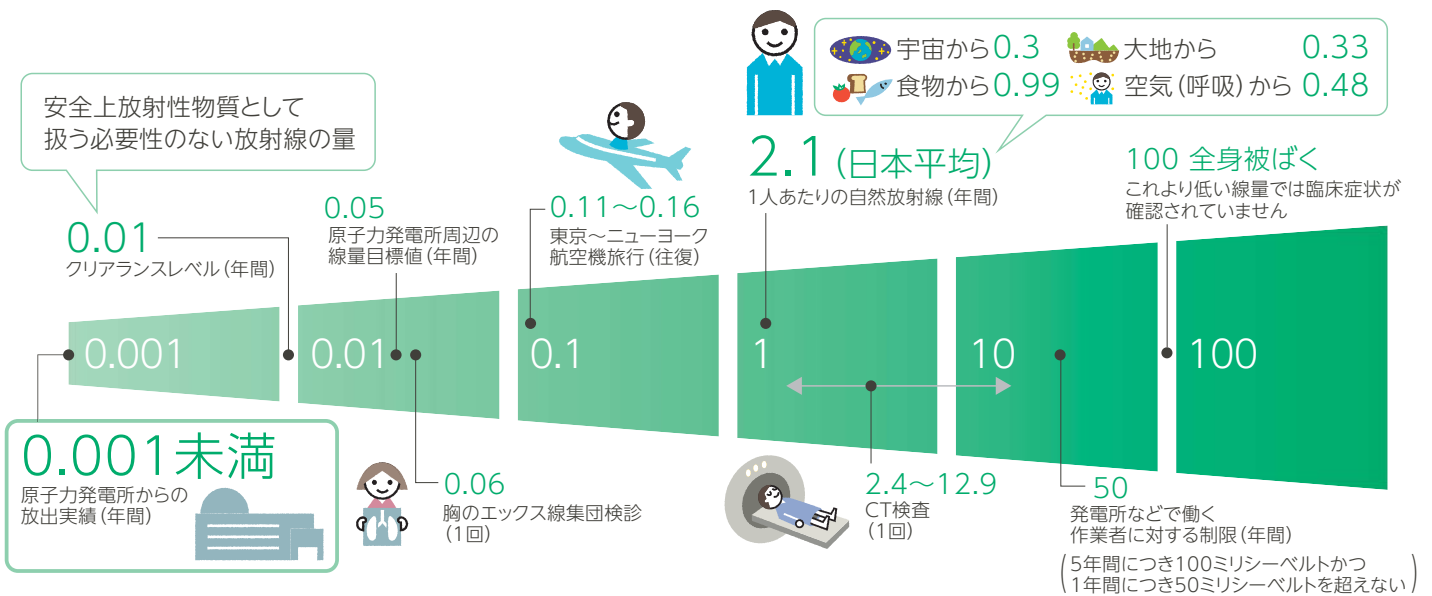 宇宙から0.3
大地から 0.33
食物から0.99
空気(呼吸)から 0.48
安全上放射性物質として
扱う必要性のない放射線の量
2.1(日本平均)
1人あたりの自然放射線(年間)
100 全身被ばく
これより低い線量では臨床症状が
確認されていません
0.01
クリアランスレベル(年間)
0.05
原子力発電所周辺の
線量目標値(年間)
0.11〜0.16
東京〜ニューヨーク
航空機旅行(往復)
0.001
0.01
0.1
1
10
100
0.001未満
原子力発電所からの
放出実績(年間)
0.06
胸のエックス線集団検診
(1回)
2.4〜12.9
CT検査
(1回)
50
発電所などで働く
作業者に対する制限(年間)
(5年間につき100ミリシーベルトかつ
1年間につき50ミリシーベルトを超えない)